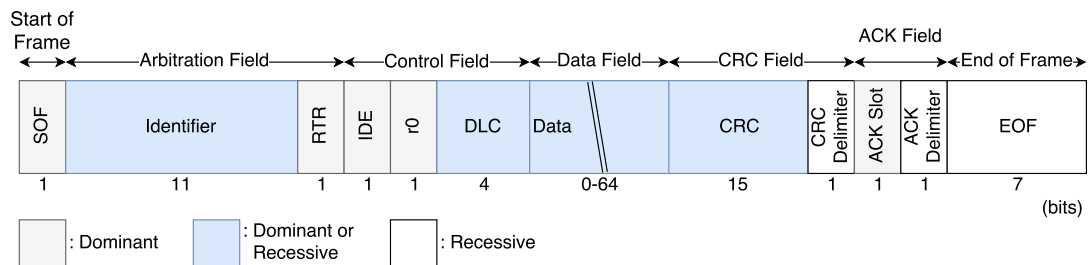 Start of
Frame
Arbitration Field
Control Field
Data Field
CRC Field
ACK Field
End of Frame
SOF
Identifier
RTR
IDE
r0
DLC
Data
CRC
CRC
Delimiter
ACK Slot
ACK
Delimiter
EOF
1 11 1 1 1 4 0-64 15 1 1 1 7
(bits)
: Dominant
: Dominant or
Recessive
: Recessive